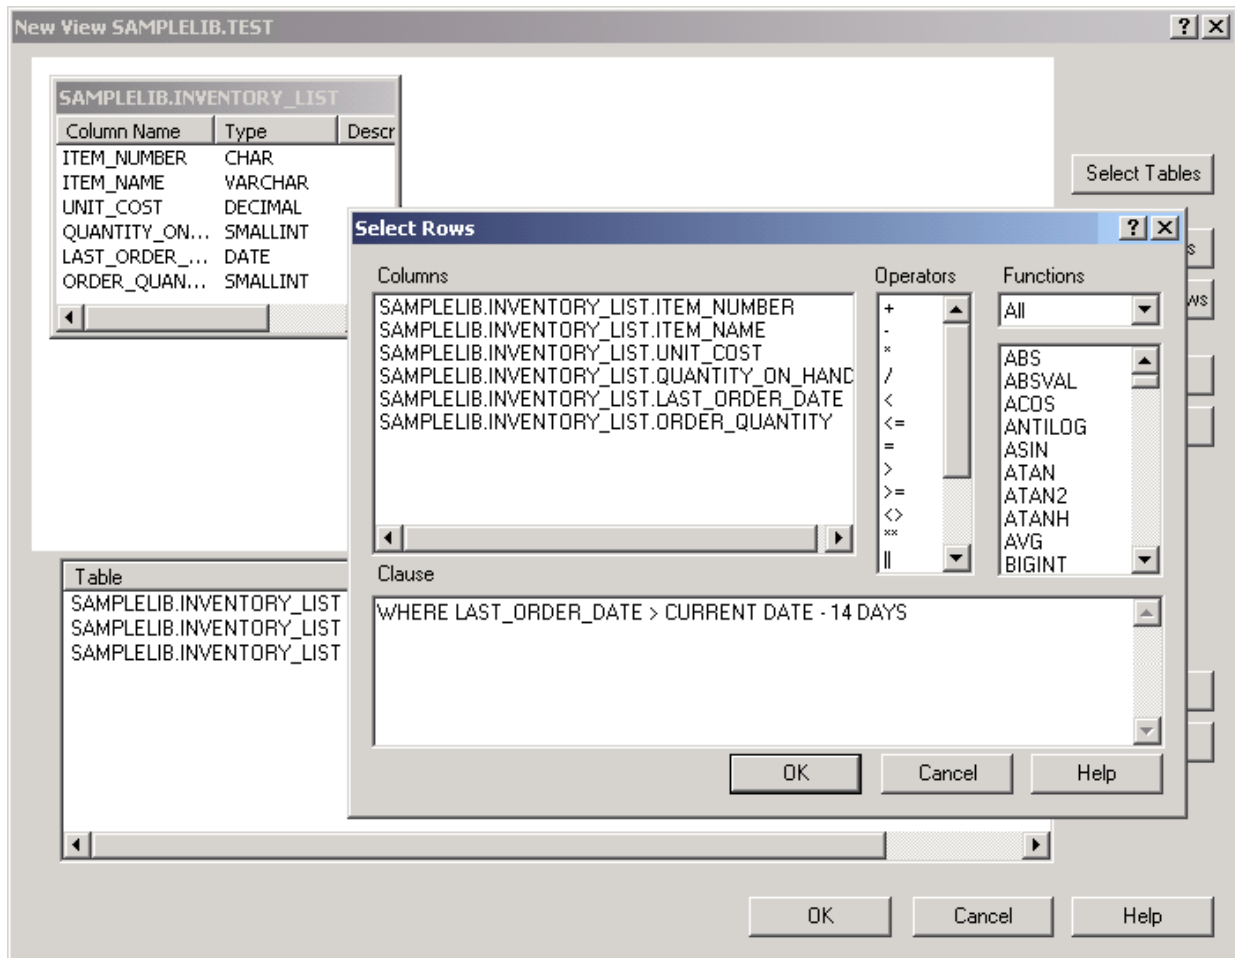 New View SAMPLELIB.TEST
SAMPLELIB.INVENTORY_LIST
Column Name Type Descr
ITEM_NUMBER CHAR
ITEM_NAME VARCHAR
UNIT_COST DECIMAL
QUANTITY_ON... SMALLINT
LAST_ORDER_... DATE
ORDER_QUAN... SMALLINT
Select Tables
s
ws
Select Rows
Columns
SAMPLELIB.INVENTORY_LIST.ITEM_NUMBER
SAMPLELIB.INVENTORY_LIST.ITEM_NAME
SAMPLELIB.INVENTORY_LIST.UNIT_COST
SAMPLELIB.INVENTORY_LIST.QUANTITY_ON_HAND
SAMPLELIB.INVENTORY_LIST.LAST_ORDER_DATE
SAMPLELIB.INVENTORY_LIST.ORDER_QUANTITY
Operators
+
-
*
/
<
<=
=
>
>=
<>
**
||
Functions
All
ABS
ABSVAL
ACOS
ANTILOG
ASIN
ATAN
ATAN2
ATANH
AVG
BIGINT
Clause
WHERE LAST_ORDER_DATE > CURRENT DATE - 14 DAYS
OK Cancel Help
Table
SAMPLELIB.INVENTORY_LIST
SAMPLELIB.INVENTORY_LIST
SAMPLELIB.INVENTORY_LIST
OK Cancel Help